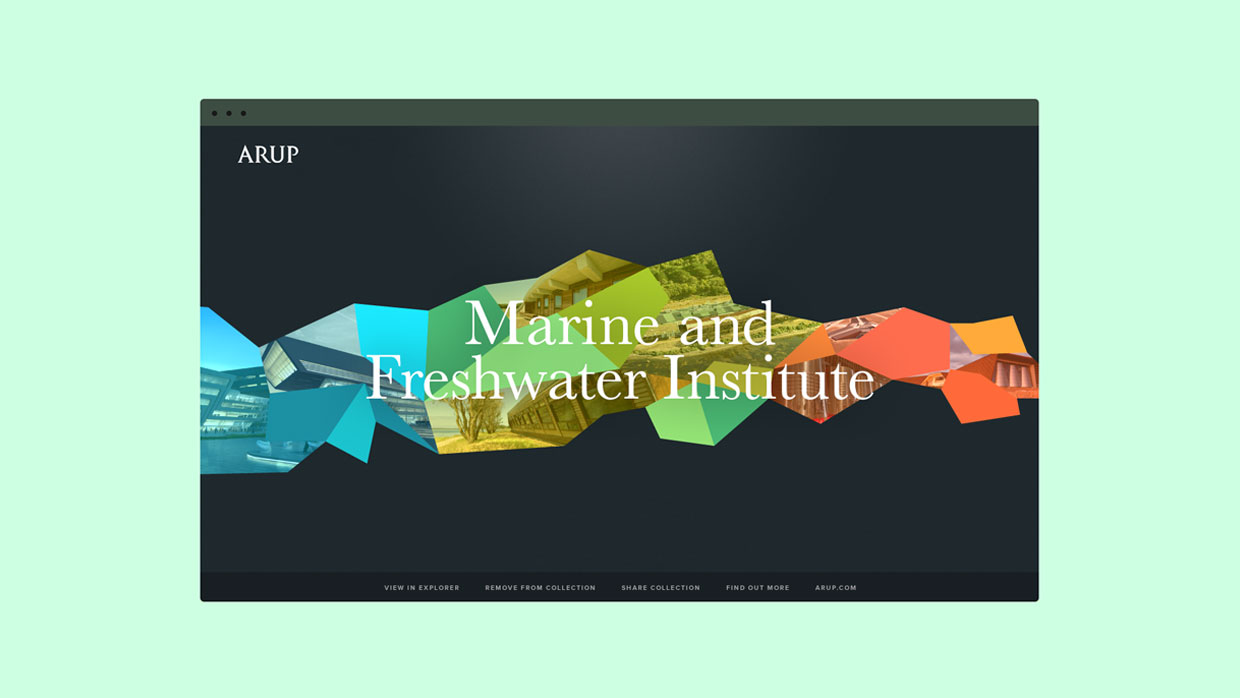 ARUP
Marine and
Freshwater Institute
VIEW IN EXPLORER REMOVE FROM COLLECTION SHARE COLLECTION FIND OUT MORE ARUP.COM